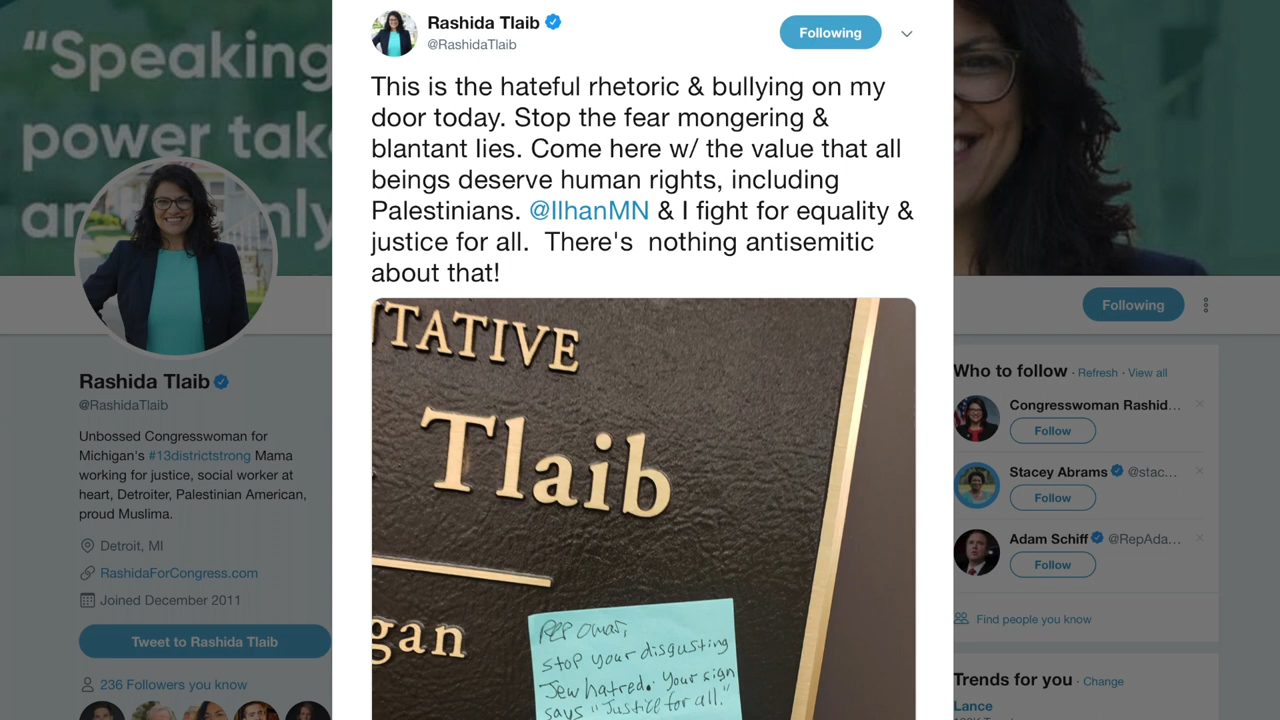 “Speaking
power tak
an
nly
Rashida Tlaib
@RashidaTlaib
Unbossed Congresswoman for
Michigan's #13districtstrong Mama
working for justice, social worker at
heart, Detroiter, Palestinian American,
proud Muslima.
Detroit, MI
RashidaForCongress.com
Joined December 2011
Tweet to Rashida Tlaib
236 Followers you know
Rashida Tlaib
@RashidaTlaib
Following
This is the hateful rhetoric & bullying on my
door today. Stop the fear mongering &
blantant lies. Come here w/ the value that all
beings deserve human rights, including
Palestinians. @IlhanMN & I fight for equality &
justice for all. There's nothing antisemitic
about that!
TATIVE
Tlaib
gan
REP Omar,
stop your disgusting
Jew hatred. Your sign
says "Justice for all."
Following
Who to follow · Refresh · View all
Congresswoman Rashid...
Follow
Stacey Abrams @stac...
Follow
Adam Schiff @RepAda...
Follow
Find people you know
Trends for you · Change
Lance